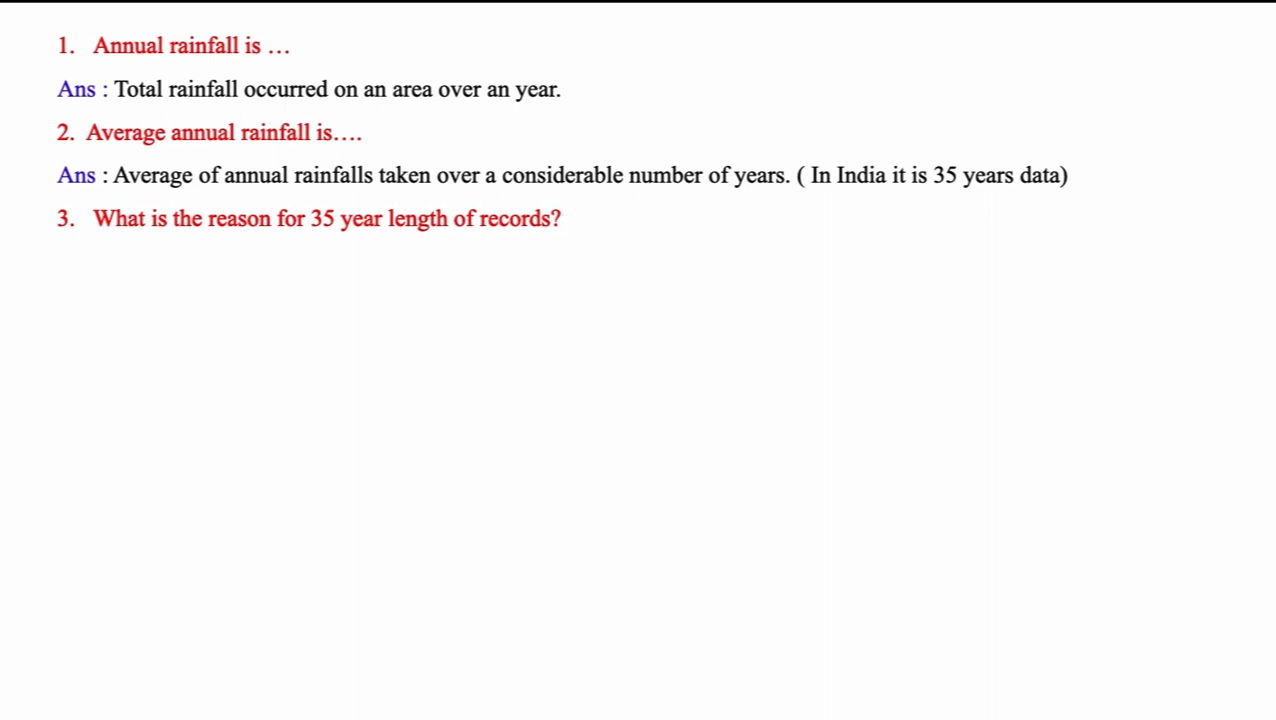 1. Annual rainfall is …
Ans : Total rainfall occurred on an area over an year.
2. Average annual rainfall is….
Ans : Average of annual rainfalls taken over a considerable number of years. ( In India it is 35 years data)
3. What is the reason for 35 year length of records?